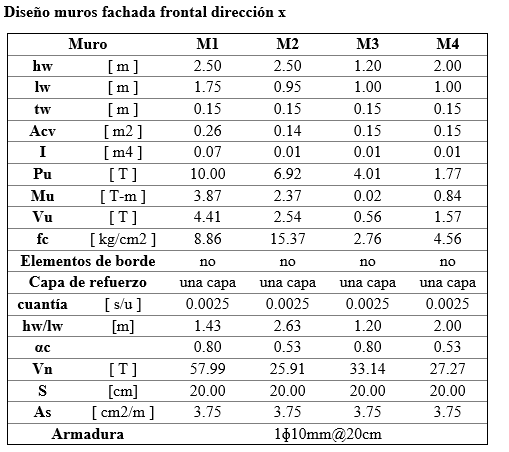 Diseño muros fachada frontal dirección x
Muro M1 M2 M3 M4
hw [ m ] 2.50 2.50 1.20 2.00
lw [ m ] 1.75 0.95 1.00 1.00
tw [ m ] 0.15 0.15 0.15 0.15
Acv [ m2 ] 0.26 0.14 0.15 0.15
I [ m4 ] 0.07 0.01 0.01 0.01
Pu [ T ] 10.00 6.92 4.01 1.77
Mu [ T-m ] 3.87 2.37 0.02 0.84
Vu [ T ] 4.41 2.54 0.56 1.57
fc [ kg/cm2 ] 8.86 15.37 2.76 4.56
Elementos de borde no no no no
Capa de refuerzo una capa una capa una capa una capa
cuantía [ s/u ] 0.0025 0.0025 0.0025 0.0025
hw/lw [m] 1.43 2.63 1.20 2.00
αc 0.80 0.53 0.80 0.53
Vn [ T ] 57.99 25.91 33.14 27.27
S [cm] 20.00 20.00 20.00 20.00
As [ cm2/m ] 3.75 3.75 3.75 3.75
Armadura 1ϕ10mm@20cm